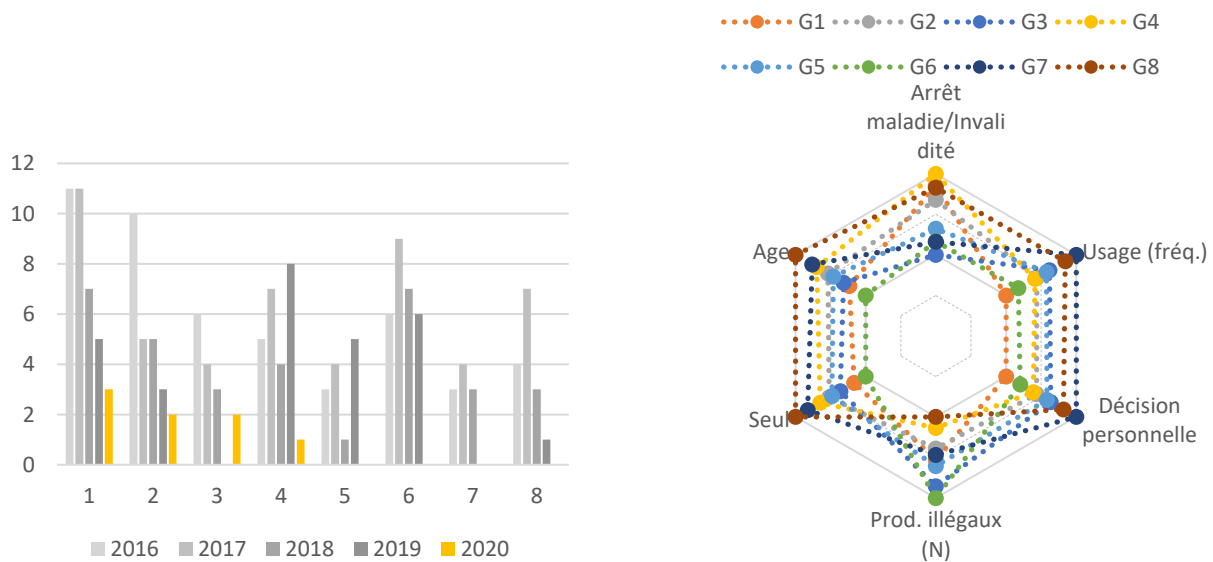 12
10
8
6
4
2
0
1 2 3 4 5 6 7 8
2016 2017 2018 2019 2020
G1 G2 G3 G4
G5 G6 G7 G8
Arrêt
maladie/Invali
dité
Usage (fréq.)
Décision
personnelle
Prod. illégaux
(N)
Seul
Age